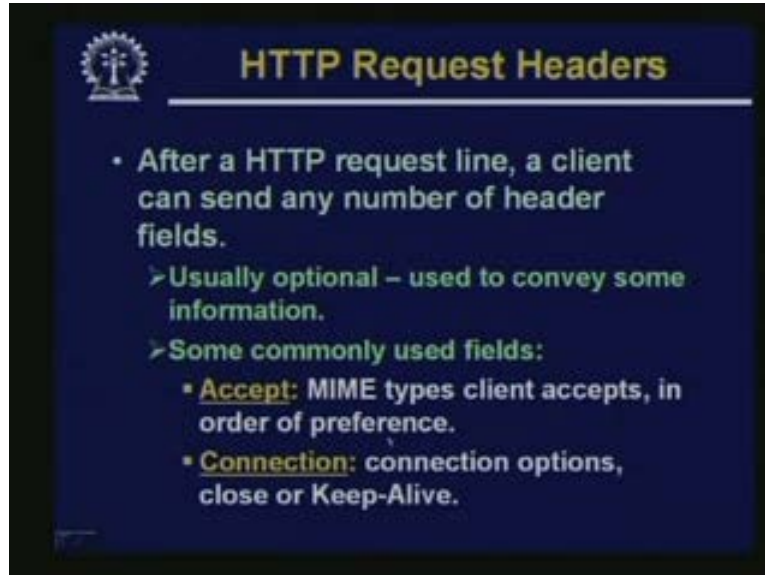 HTTP Request Headers
• After a HTTP request line, a client
can send any number of header
fields.
➢Usually optional – used to convey some
information.
➢Some commonly used fields:
▪ Accept: MIME types client accepts, in
order of preference.
▪ Connection: connection options,
close or Keep-Alive.